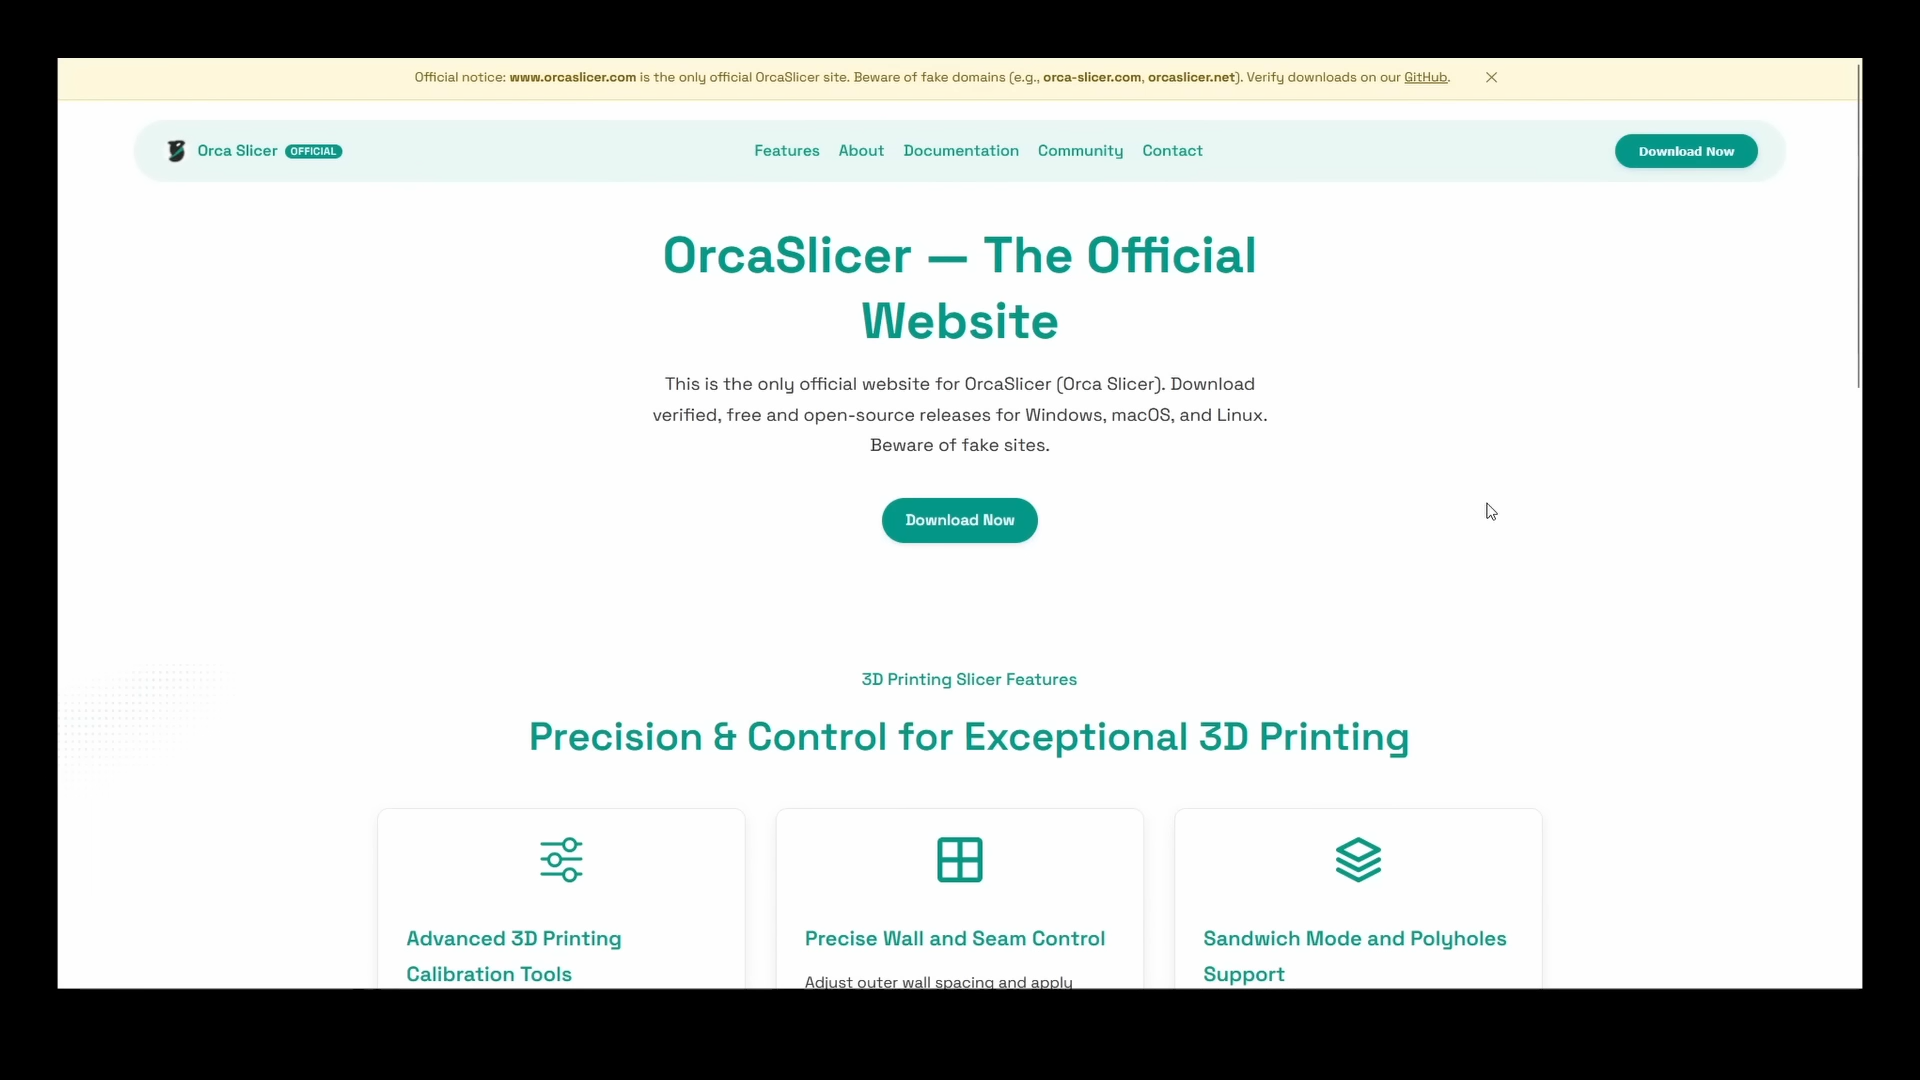 Official notice: www.orcaslicer.com is the only official OrcaSlicer site. Beware of fake domains (e.g., orca-slicer.com, orcaslicer.net). Verify downloads on our GitHub.
Orca Slicer OFFICIAL
Features About Documentation Community Contact
Download Now
OrcaSlicer — The Official
Website
This is the only official website for OrcaSlicer (Orca Slicer). Download
verified, free and open-source releases for Windows, macOS, and Linux.
Beware of fake sites.
Download Now
3D Printing Slicer Features
Precision & Control for Exceptional 3D Printing
Advanced 3D Printing
Calibration Tools
Precise Wall and Seam Control
Adjust outer wall spacing and apply
Sandwich Mode and Polyholes
Support